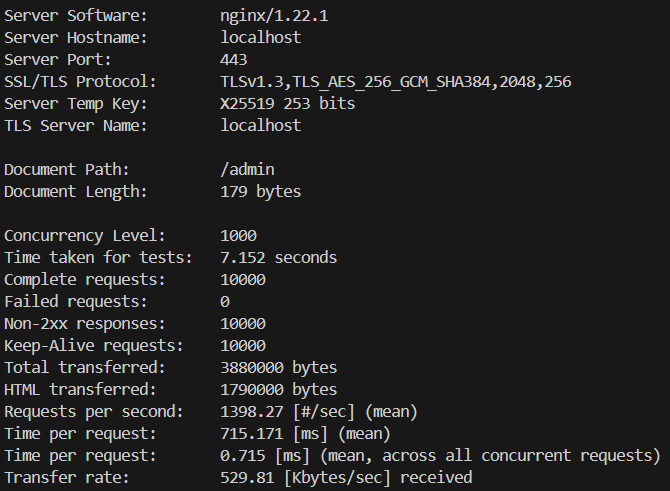 Server Software: nginx/1.22.1
Server Hostname: localhost
Server Port: 443
SSL/TLS Protocol: TLSv1.3,TLS_AES_256_GCM_SHA384,2048,256
Server Temp Key: X25519 253 bits
TLS Server Name: localhost
Document Path: /admin
Document Length: 179 bytes
Concurrency Level: 1000
Time taken for tests: 7.152 seconds
Complete requests: 10000
Failed requests: 0
Non-2xx responses: 10000
Keep-Alive requests: 10000
Total transferred: 3880000 bytes
HTML transferred: 1790000 bytes
Requests per second: 1398.27 [#/sec] (mean)
Time per request: 715.171 [ms] (mean)
Time per request: 0.715 [ms] (mean, across all concurrent requests)
Transfer rate: 529.81 [Kbytes/sec] received